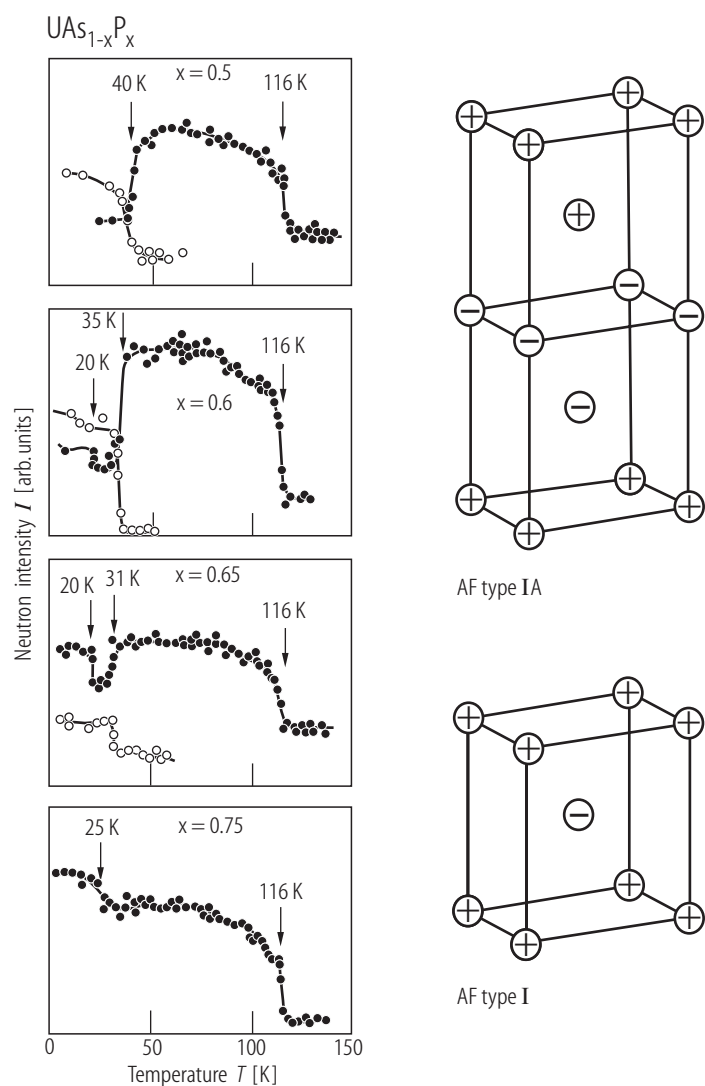 UAs1-xPx
x = 0.5
40 K
116 K
35 K
20 K
116 K
x = 0.6
x = 0.65
20 K
31 K
116 K
x = 0.75
25 K
116 K
Neutron intensity I [arb. units]
0
50
100
150
Temperature T [K]
+ + + +
+
− − − −
−
+ + + +
AF type IA
+ + + +
−
+ + + +
AF type I